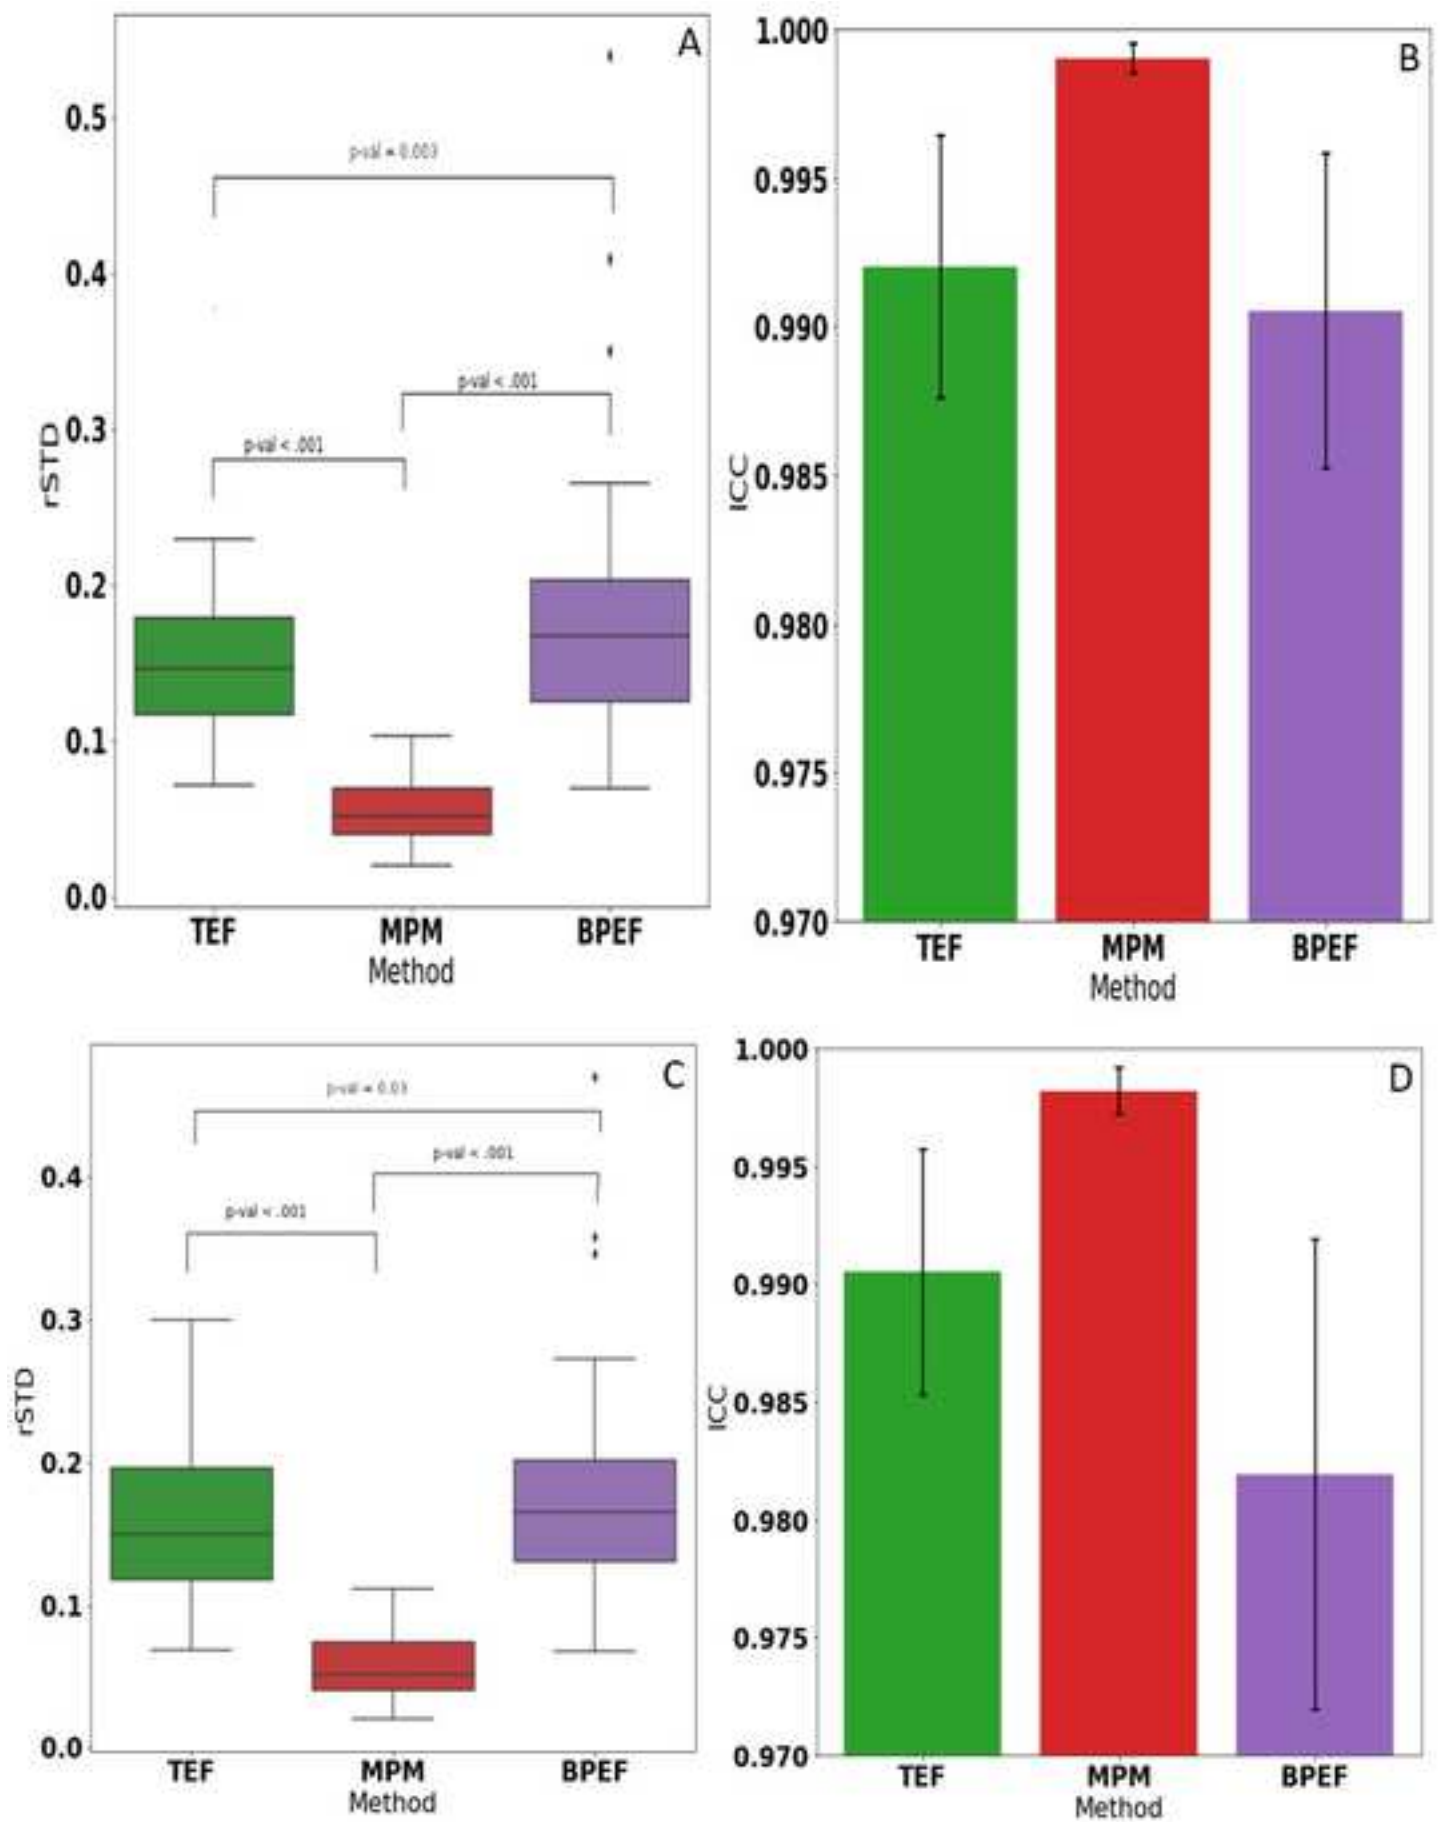 A
0.5
p-val = 0.003
0.4
p-val < .001
0.3
p-val < .001
rSTD
0.2
0.1
0.0
TEF MPM BPEF
Method
B
1.000
0.995
0.990
ICC
0.985
0.980
0.975
0.970
TEF MPM BPEF
Method
C
p-val = 0.03
p-val < .001
0.4
p-val < .001
0.3
rSTD
0.2
0.1
0.0
TEF MPM BPEF
Method
D
1.000
0.995
0.990
ICC
0.985
0.980
0.975
0.970
TEF MPM BPEF
Method